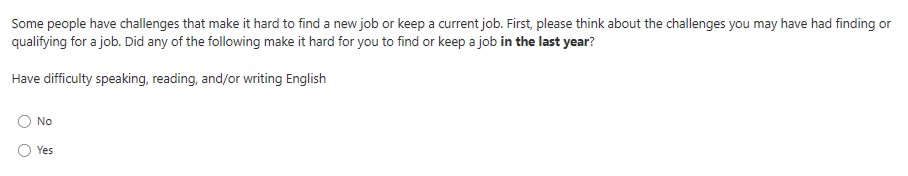 Some people have challenges that make it hard to find a new job or keep a current job. First, please think about the challenges you may have had finding or
qualifying for a job. Did any of the following make it hard for you to find or keep a job in the last year?
Have difficulty speaking, reading, and/or writing English
No
Yes